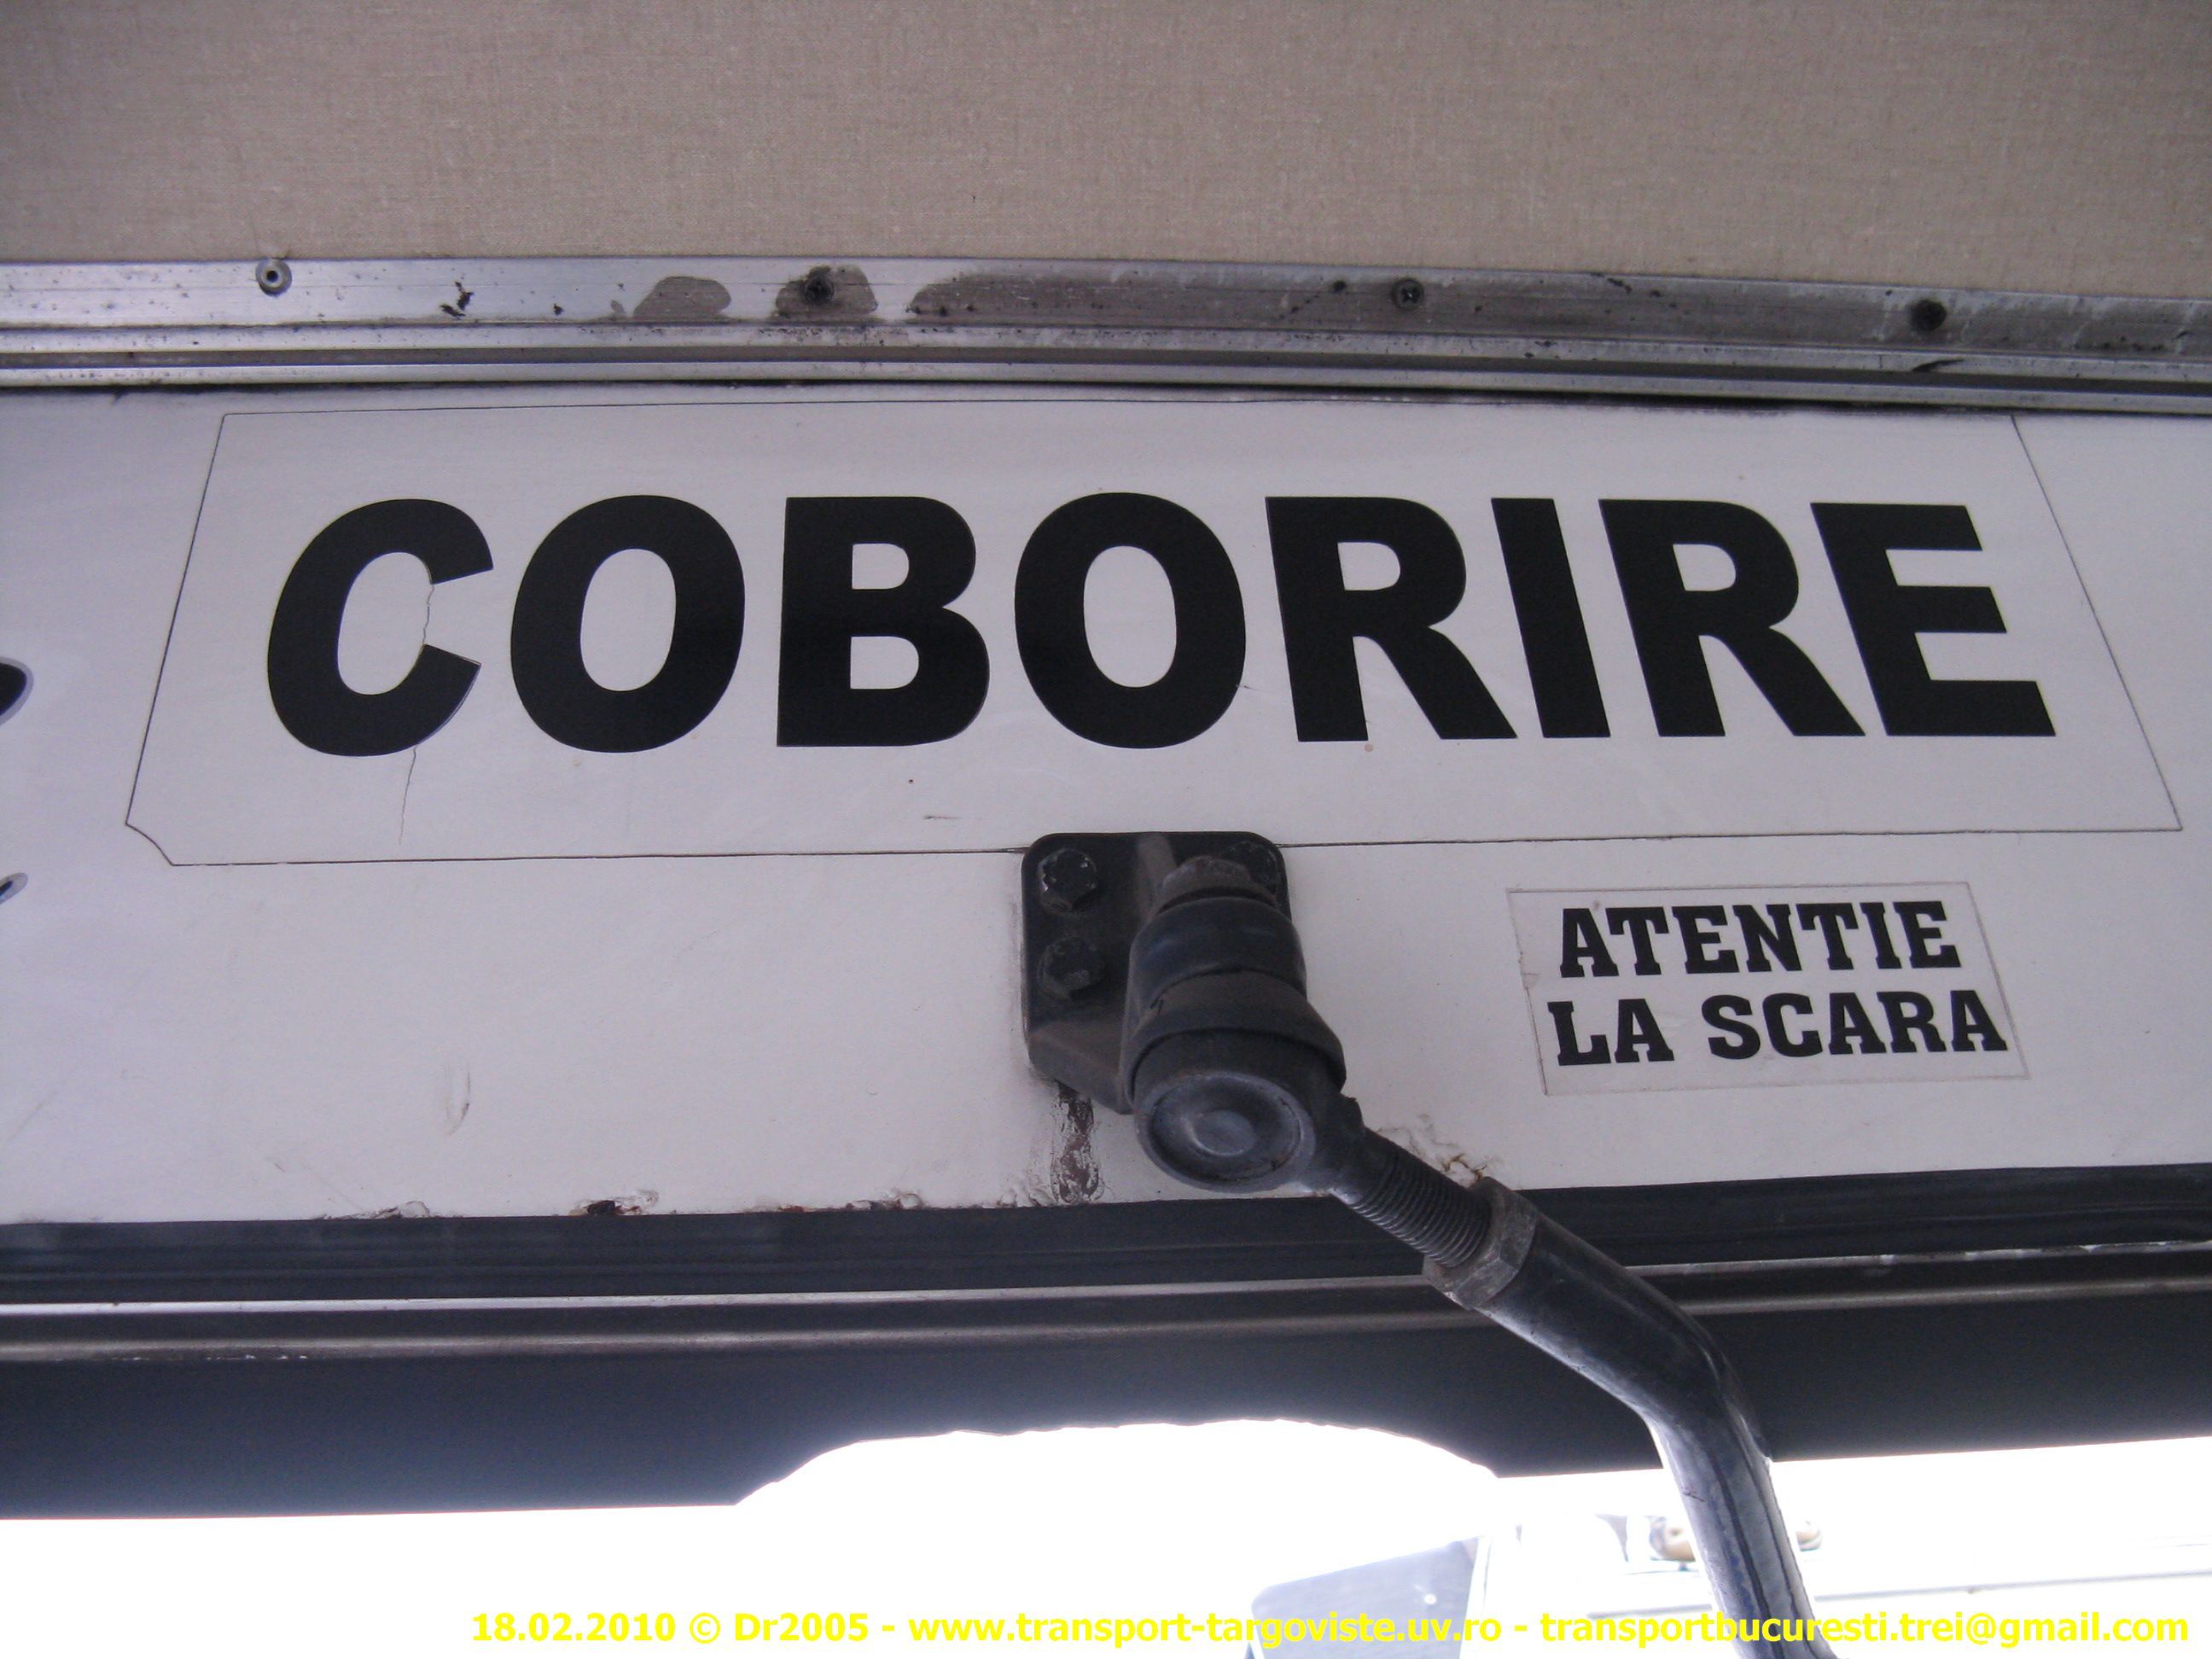 COBORIRE
ATENTIE
LA SCARA
18.02.2010 © Dr2005 - www.transport-targoviste.uv.ro - transportbucuresti.trei@gmail.com